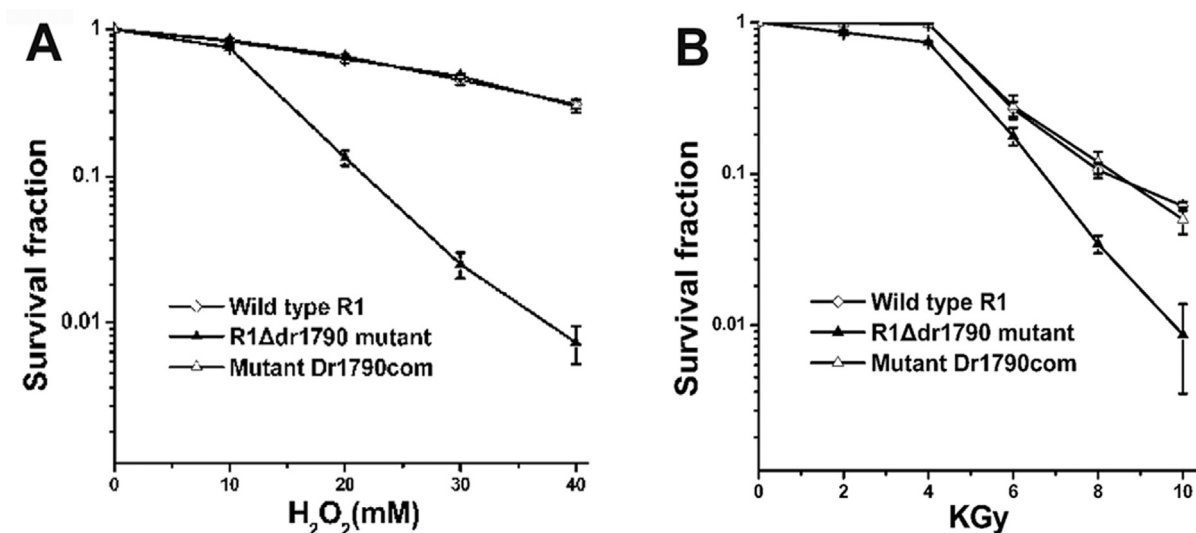 A
Survival fraction
1
0.1
0.01
Wild type R1
R1Δdr1790 mutant
Mutant Dr1790com
0 10 20 30 40
H₂O₂(mM)
B
Survival fraction
1
0.1
0.01
Wild type R1
R1Δdr1790 mutant
Mutant Dr1790com
0 2 4 6 8 10
KGy